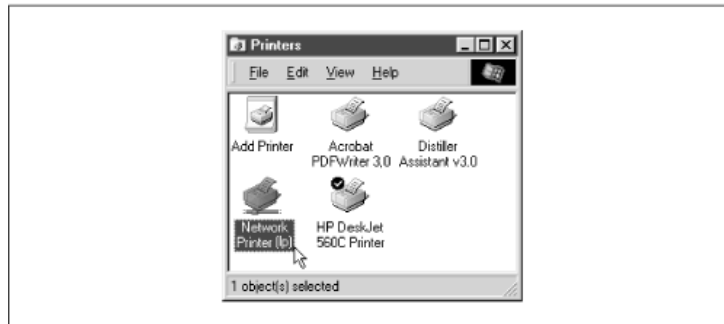 Printers
File Edit View Help
Add Printer
Acrobat
PDFWriter 3.0
Distiller
Assistant v3.0
Network
Printer (lp)
HP DeskJet
560C Printer
1 object(s) selected